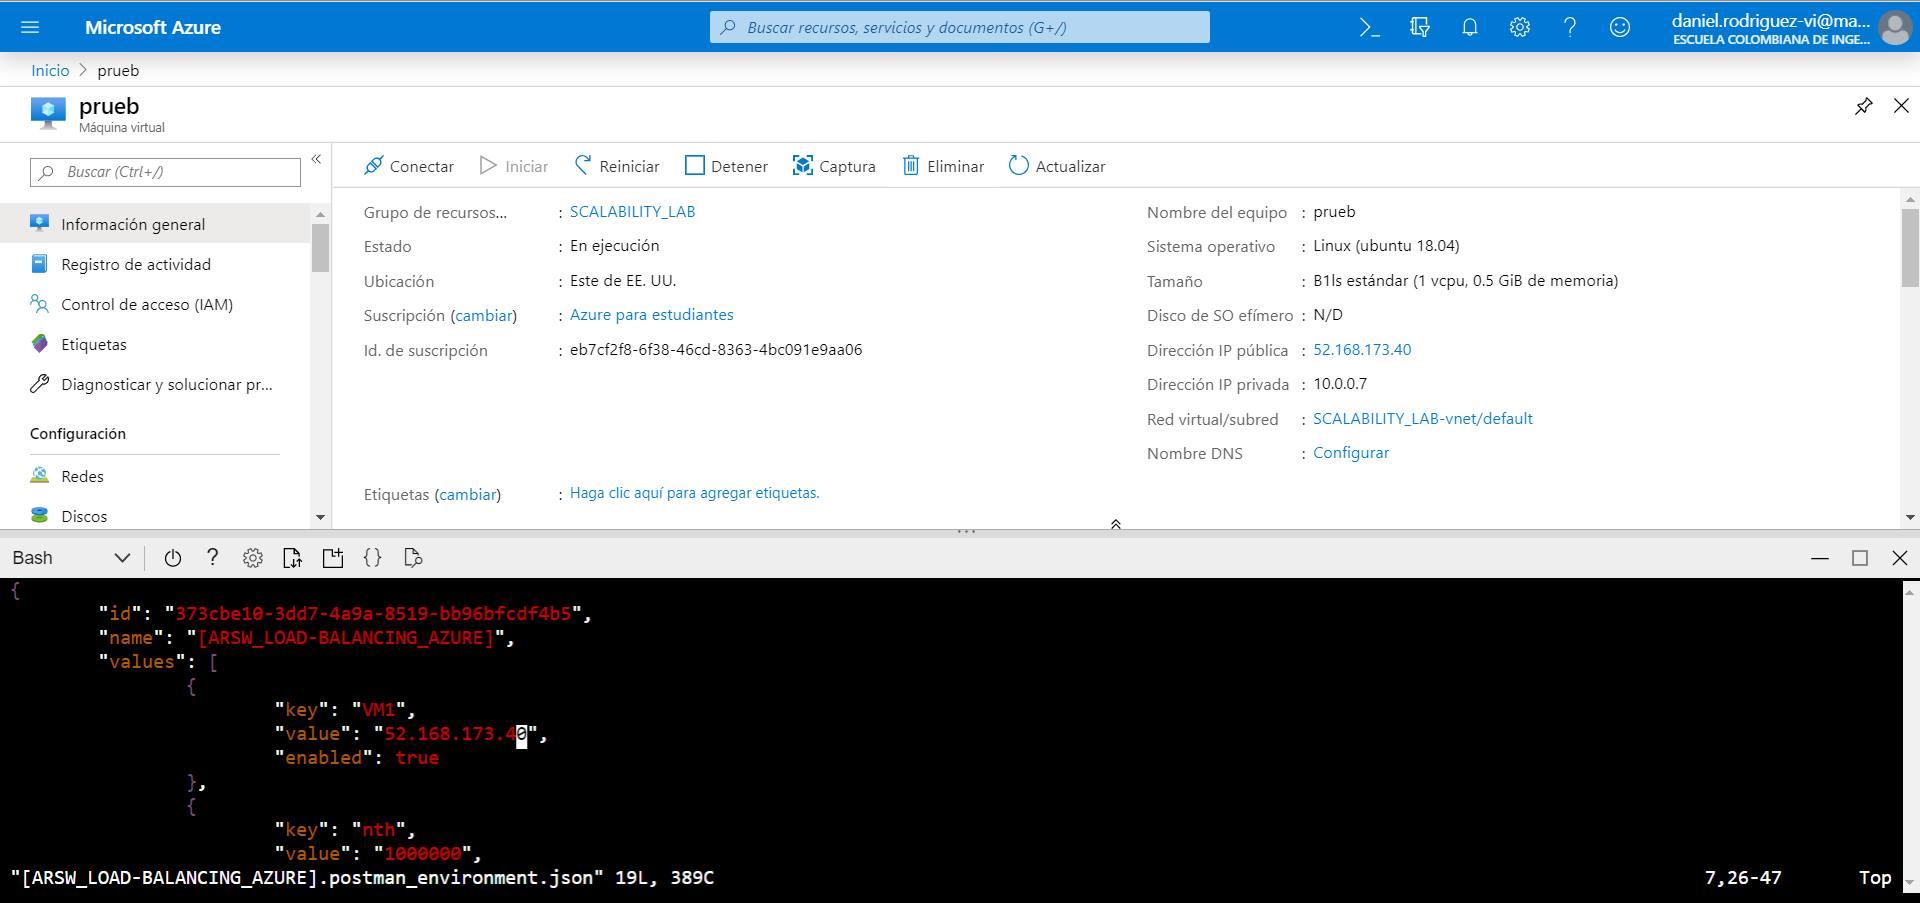 Microsoft Azure
Buscar recursos, servicios y documentos (G+/)
daniel.rodriguez-vi@ma...
ESCUELA COLOMBIANA DE INGE...
Inicio > prueb
prueb
Máquina virtual
Buscar (Ctrl+/)
Información general
Registro de actividad
Control de acceso (IAM)
Etiquetas
Diagnosticar y solucionar pr...
Configuración
Redes
Discos
Conectar Iniciar Reiniciar Detener Captura Eliminar Actualizar
Grupo de recursos... : SCALABILITY_LAB
Estado : En ejecución
Ubicación : Este de EE. UU.
Suscripción (cambiar) : Azure para estudiantes
Id. de suscripción : eb7cf2f8-6f38-46cd-8363-4bc091e9aa06
Nombre del equipo : prueb
Sistema operativo : Linux (ubuntu 18.04)
Tamaño : B1ls estándar (1 vcpu, 0.5 GiB de memoria)
Disco de SO efímero : N/D
Dirección IP pública : 52.168.173.40
Dirección IP privada : 10.0.0.7
Red virtual/subred : SCALABILITY_LAB-vnet/default
Nombre DNS : Configurar
Etiquetas (cambiar) : Haga clic aquí para agregar etiquetas.
Bash
{
"id": "373cbe10-3dd7-4a9a-8519-bb96bfcdf4b5",
"name": "[ARSW_LOAD-BALANCING_AZURE]",
"values": [
{
"key": "VM1",
"value": "52.168.173.40",
"enabled": true
},
{
"key": "nth",
"value": "1000000",
"[ARSW_LOAD-BALANCING_AZURE].postman_environment.json" 19L, 389C 7,26-47 Top